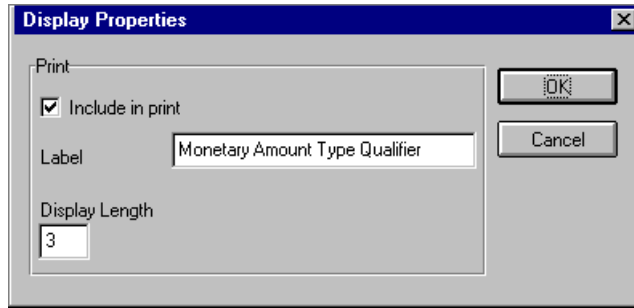 Display Properties
Print
Include in print
OK
Label
Monetary Amount Type Qualifier
Cancel
Display Length
3